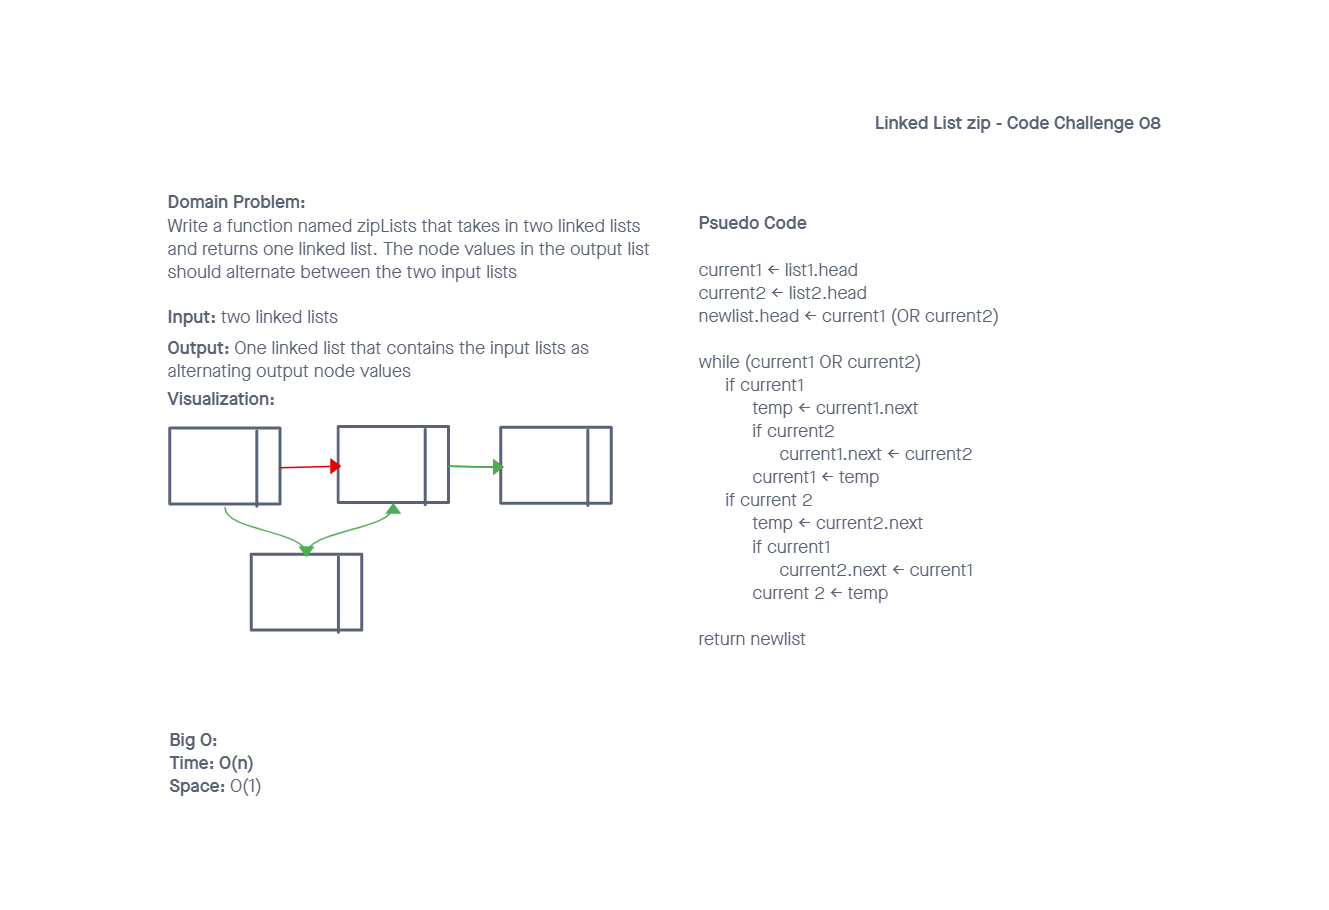 Linked List zip - Code Challenge 08
Domain Problem:
Write a function named zipLists that takes in two linked lists
and returns one linked list. The node values in the output list
should alternate between the two input lists
Input: two linked lists
Output: One linked list that contains the input lists as
alternating output node values
Visualization:
Big O:
Time: O(n)
Space: O(1)
Psuedo Code
current1 ← list1.head
current2 ← list2.head
newlist.head ← current1 (OR current2)
while (current1 OR current2)
if current1
temp ← current1.next
if current2
current1.next ← current2
current1 ← temp
if current 2
temp ← current2.next
if current1
current2.next ← current1
current 2 ← temp
return newlist